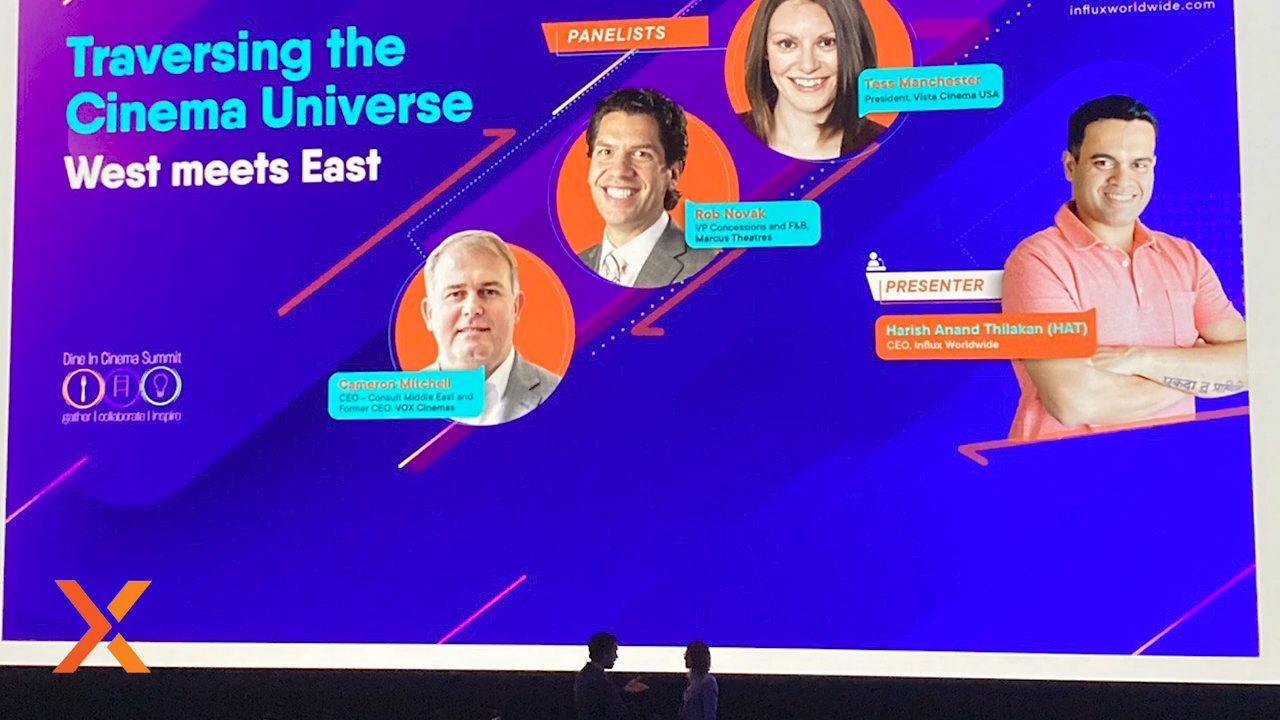 Traversing the
Cinema Universe
West meets East
Dine In Cinema Summit
gather | collaborate | inspire
PANELISTS
Tess Manchester
President, Vista Cinema USA
Rob Novak
VP Concessions and F&B,
Marcus Theatres
Cameron Mitchell
CEO – Consult Middle East and
Former CEO, VOX Cinemas
influxworldwide.com
PRESENTER
Harish Anand Thilakan (HAT)
CEO, Influx Worldwide